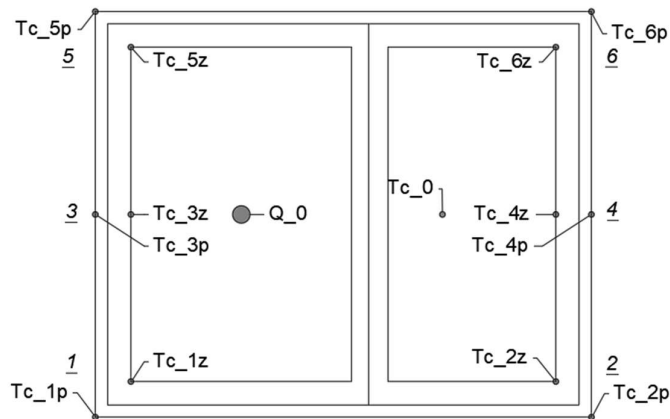 Tc_5p
Tc_6p
5
Tc_5z
Tc_6z
6
Tc_0
3
Tc_3z
Q_0
Tc_4z
4
Tc_3p
Tc_4p
1
Tc_1z
Tc_2z
2
Tc_1p
Tc_2p